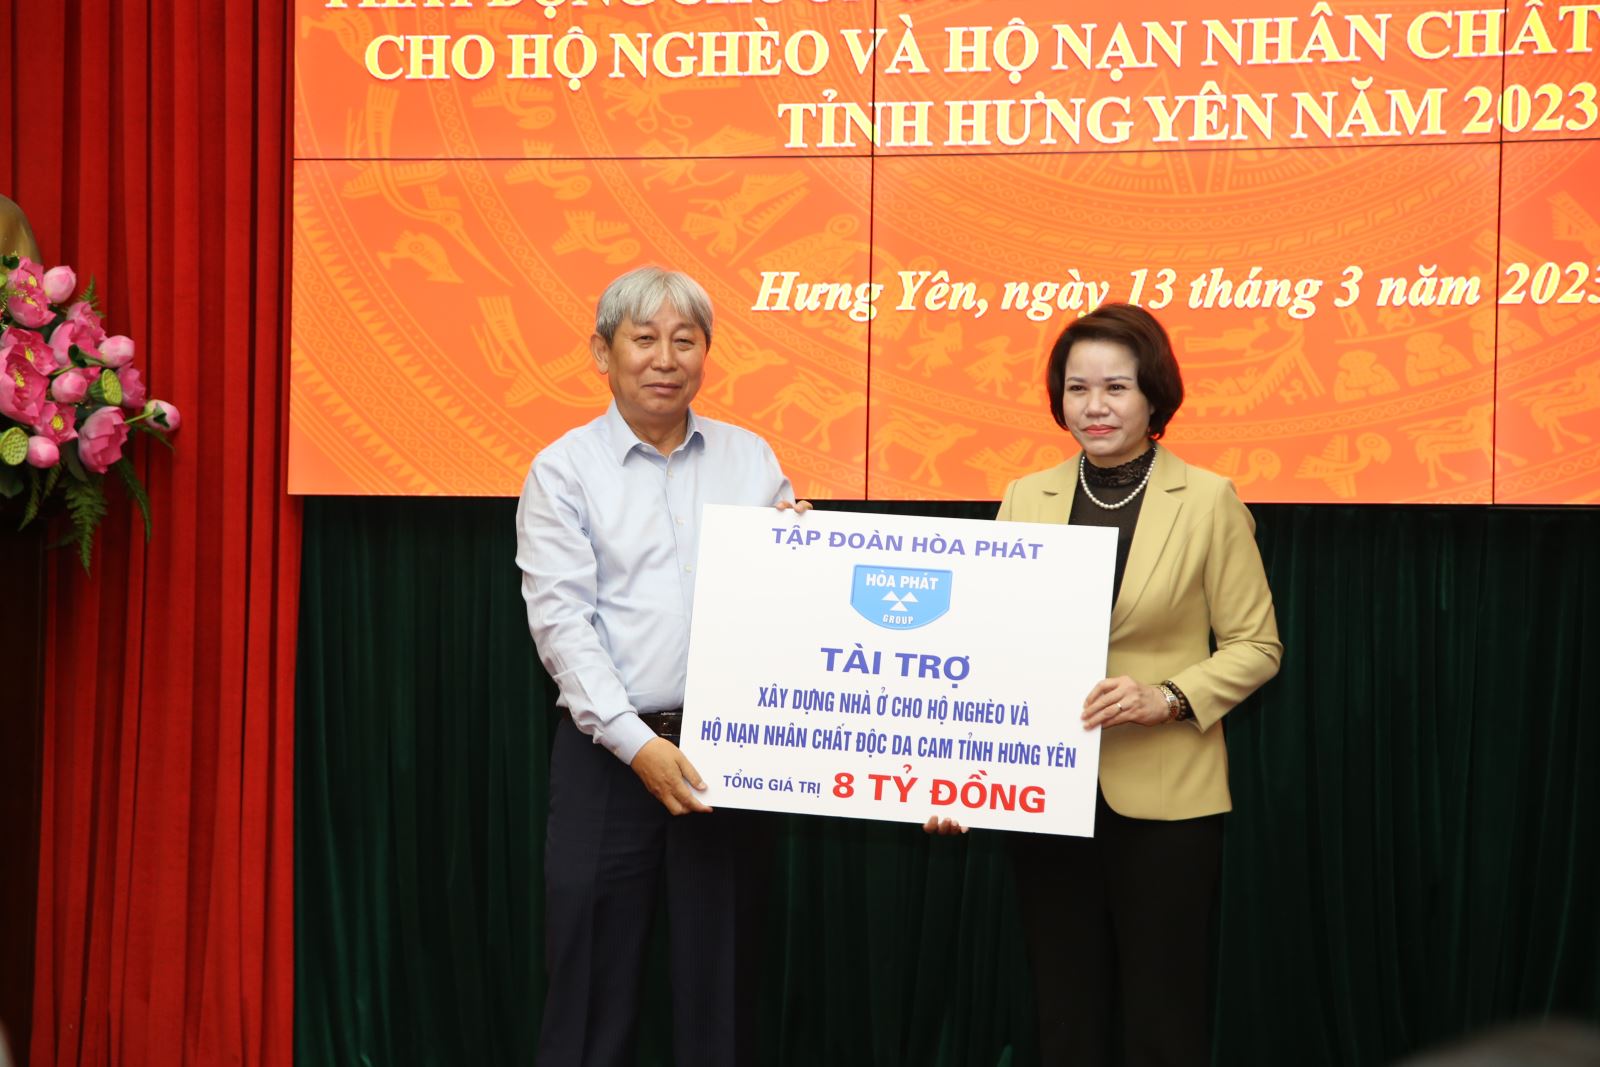 PHÁT ĐỘNG
CHO HỘ NGHÈO VÀ HỘ NẠN NHÂN CHẤT
TỈNH HƯNG YÊN NĂM 2023
Hưng Yên, ngày 13 tháng 3 năm 2023
TẬP ĐOÀN HÒA PHÁT
HÒA PHÁT
GROUP
TÀI TRỢ
XÂY DỰNG NHÀ Ở CHO HỘ NGHÈO VÀ
HỘ NẠN NHÂN CHẤT ĐỘC DA CAM TỈNH HƯNG YÊN
TỔNG GIÁ TRỊ 8 TỶ ĐỒNG